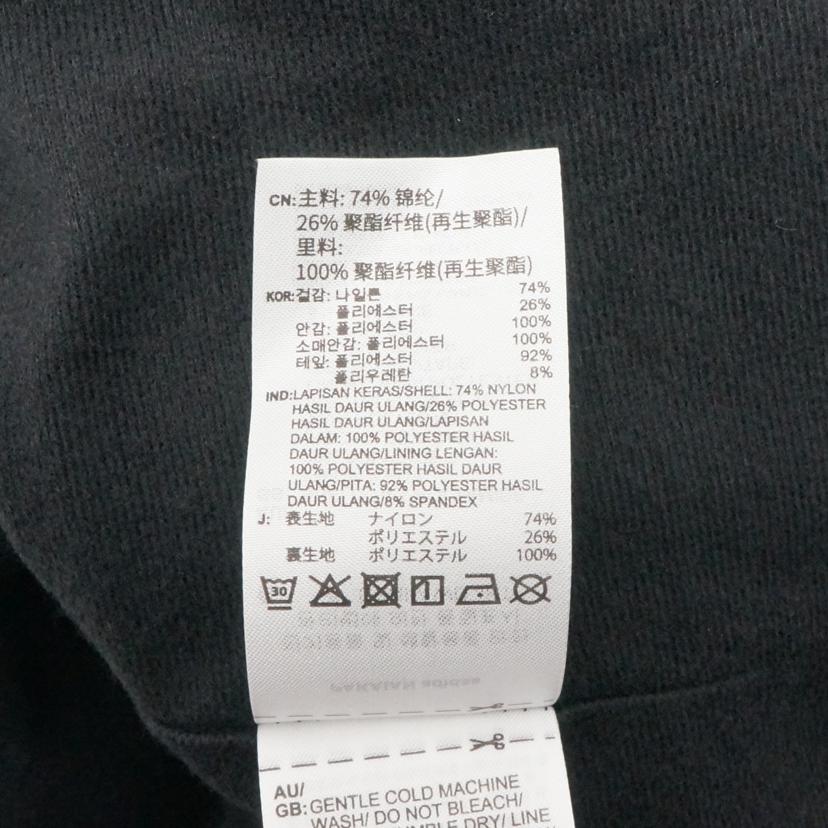 CN:主料: 74% 锦纶/
26% 聚酯纤维(再生聚酯)/
里料:
100% 聚酯纤维(再生聚酯)
KOR:겉감: 나일론 74%
폴리에스터 26%
안감: 폴리에스터 100%
소매안감: 폴리에스터 100%
테잎: 폴리에스터 92%
폴리우레탄 8%
IND:LAPISAN KERAS/SHELL: 74% NYLON
HASIL DAUR ULANG/26% POLYESTER
HASIL DAUR ULANG/LAPISAN
DALAM: 100% POLYESTER HASIL
DAUR ULANG/LINING LENGAN:
100% POLYESTER HASIL DAUR
ULANG/PITA: 92% POLYESTER HASIL
DAUR ULANG/8% SPANDEX
J: 表生地 ナイロン 74%
ポリエステル 26%
裏生地 ポリエステル 100%
30
AU/
GB:GENTLE COLD MACHINE
WASH/ DO NOT BLEACH/
TUMBLE DRY/ LINE